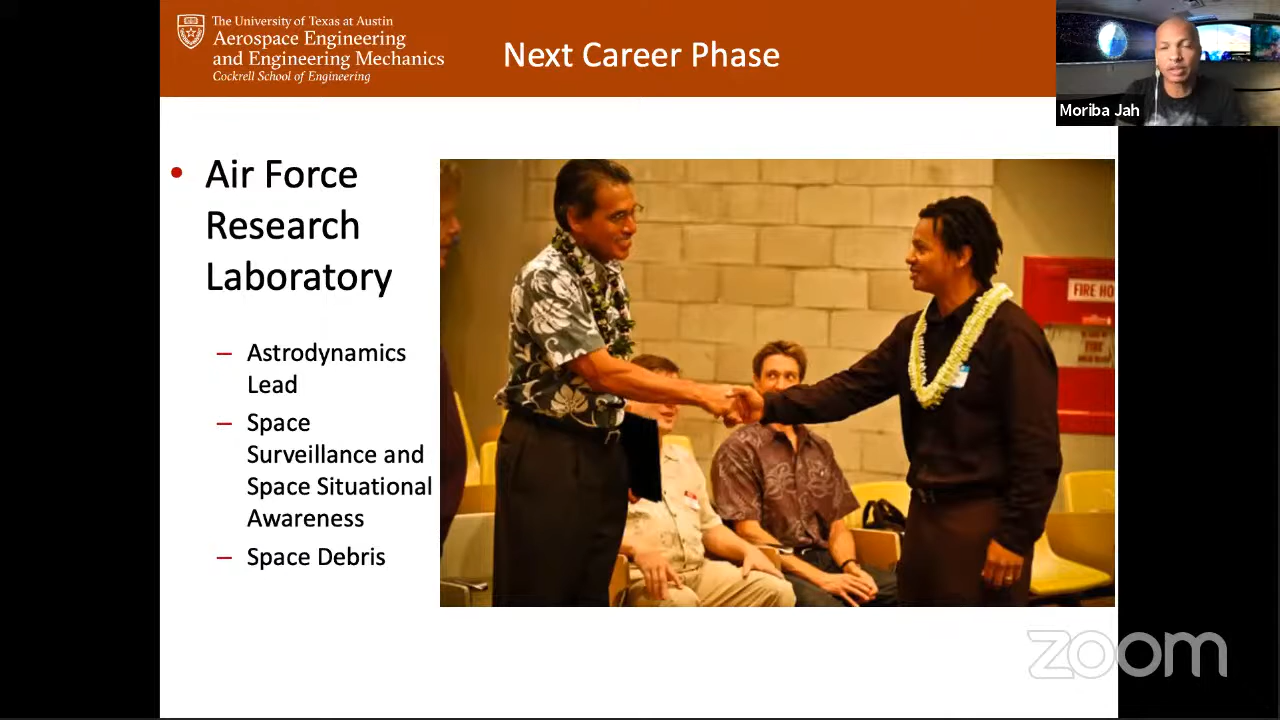 The University of Texas at Austin
Aerospace Engineering
and Engineering Mechanics
Cockrell School of Engineering
Next Career Phase
Moriba Jah
• Air Force
Research
Laboratory
– Astrodynamics
Lead
– Space
Surveillance and
Space Situational
Awareness
– Space Debris
FIRE HO
FIRE
zoom